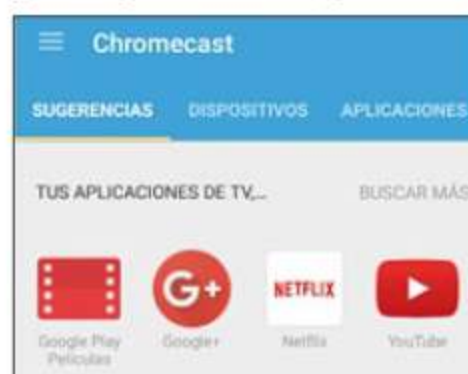 Chromecast
SUGERENCIAS DISPOSITIVOS APLICACIONES
TUS APLICACIONES DE TV,... BUSCAR MÁS
G+ NETFLIX
Google Play Películas Google+ Netflix YouTube